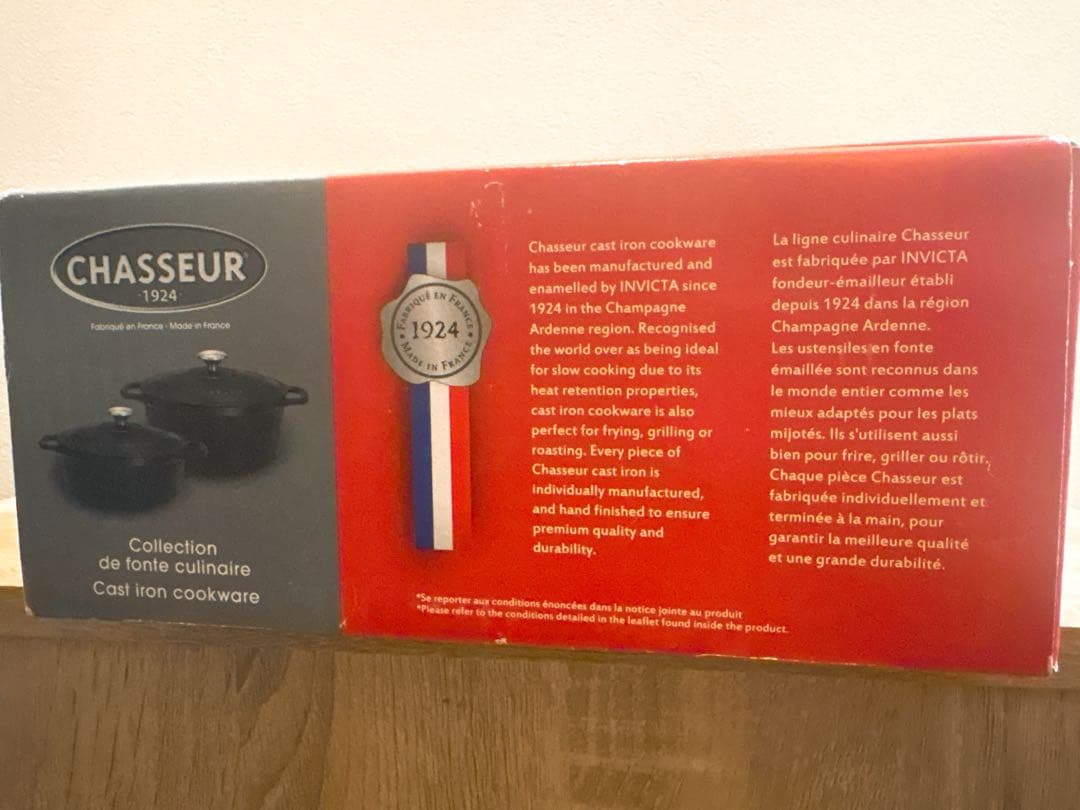 CHASSEUR
1924
Fabriqué en France - Made in France
Collection
de fonte culinaire
Cast iron cookware
FABRIQUÉ EN FRANCE
1924
MADE IN FRANCE
Chasseur cast iron cookware
has been manufactured and
enamelled by INVICTA since
1924 in the Champagne
Ardenne region. Recognised
the world over as being ideal
for slow cooking due to its
heat retention properties,
cast iron cookware is also
perfect for frying, grilling or
roasting. Every piece of
Chasseur cast iron is
individually manufactured,
and hand finished to ensure
premium quality and
durability.
La ligne culinaire Chasseur
est fabriquée par INVICTA
fondeur-émailleur établi
depuis 1924 dans la région
Champagne Ardenne.
Les ustensiles en fonte
émaillée sont reconnus dans
le monde entier comme les
mieux adaptés pour les plats
mijotés. Ils s'utilisent aussi
bien pour frire, griller ou rôtir.
Chaque pièce Chasseur est
fabriquée individuellement et
terminée à la main, pour
garantir la meilleure qualité
et une grande durabilité.
*Se reporter aux conditions énoncées dans la notice jointe au produit
*Please refer to the conditions detailed in the leaflet found inside the product.